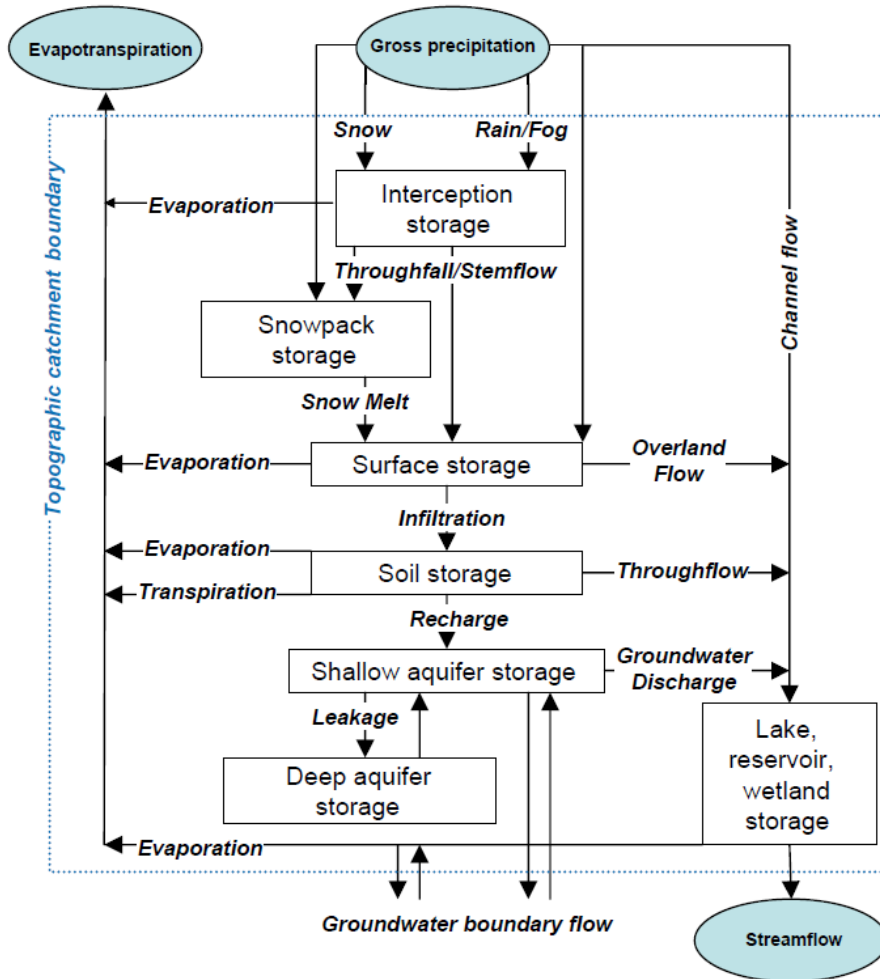 Evapotranspiration
Gross precipitation
Snow
Rain/Fog
Topographic catchment boundary
Evaporation
Interception
storage
Channel flow
Throughfall/Stemflow
Snowpack
storage
Snow Melt
Evaporation
Surface storage
Overland
Flow
Infiltration
Evaporation
Soil storage
Throughflow
Transpiration
Recharge
Shallow aquifer storage
Groundwater
Discharge
Leakage
Lake,
reservoir,
wetland
storage
Deep aquifer
storage
Evaporation
Groundwater boundary flow
Streamflow